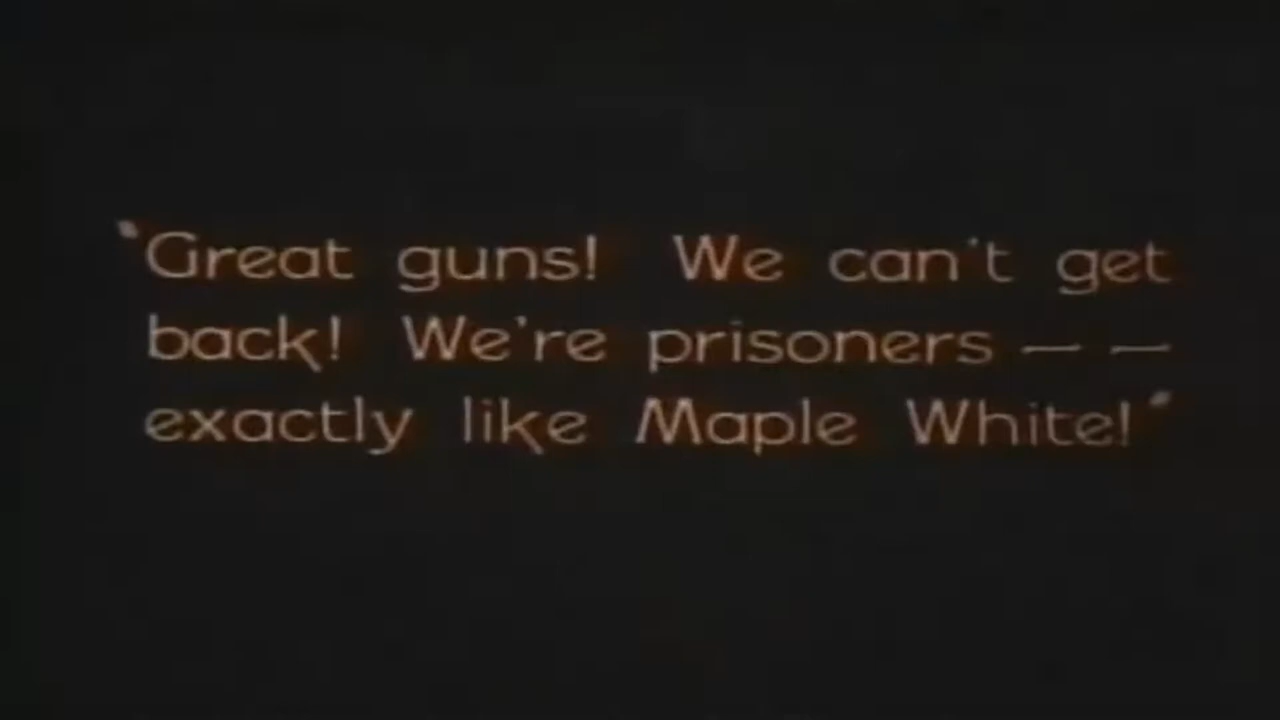 "Great guns! We can't get
back! We're prisoners — —
exactly like Maple White!"